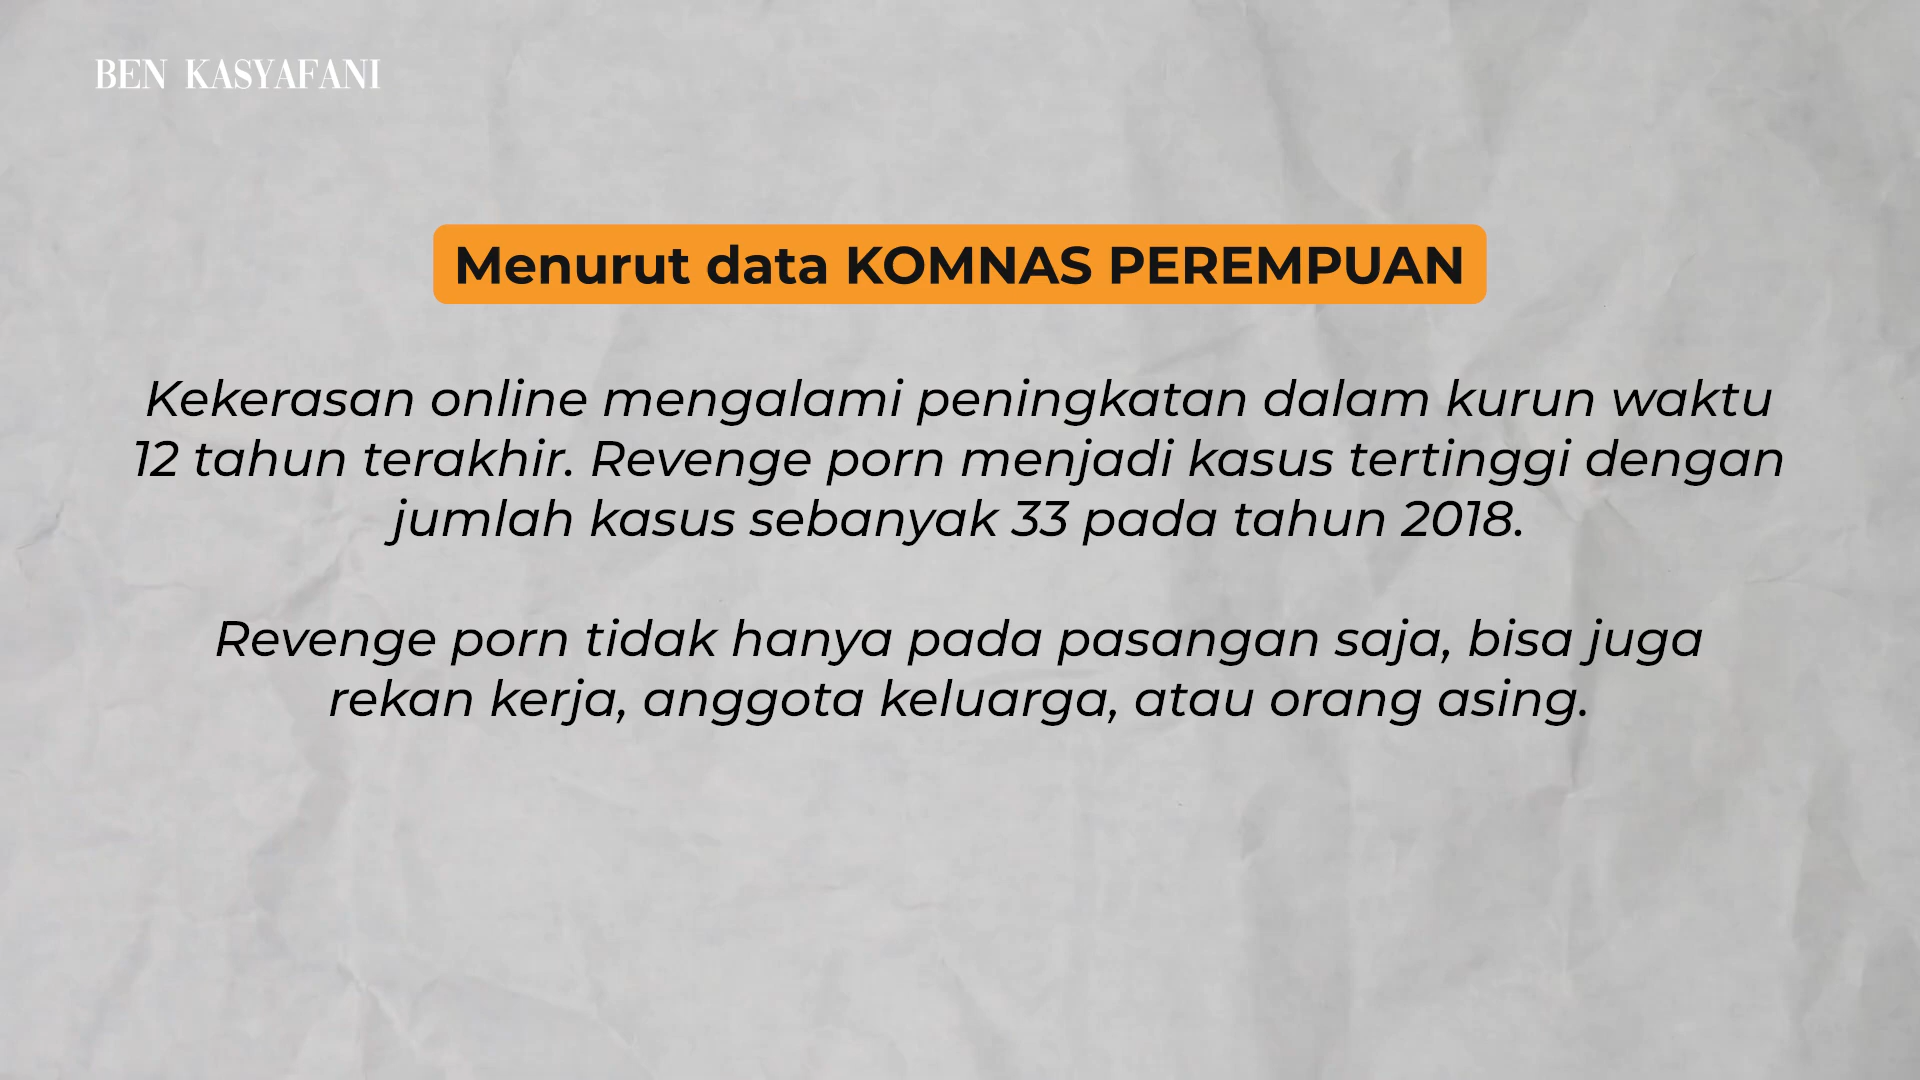 BEN KASYAFANI
Menurut data KOMNAS PEREMPUAN
Kekerasan online mengalami peningkatan dalam kurun waktu
12 tahun terakhir. Revenge porn menjadi kasus tertinggi dengan
jumlah kasus sebanyak 33 pada tahun 2018.
Revenge porn tidak hanya pada pasangan saja, bisa juga
rekan kerja, anggota keluarga, atau orang asing.